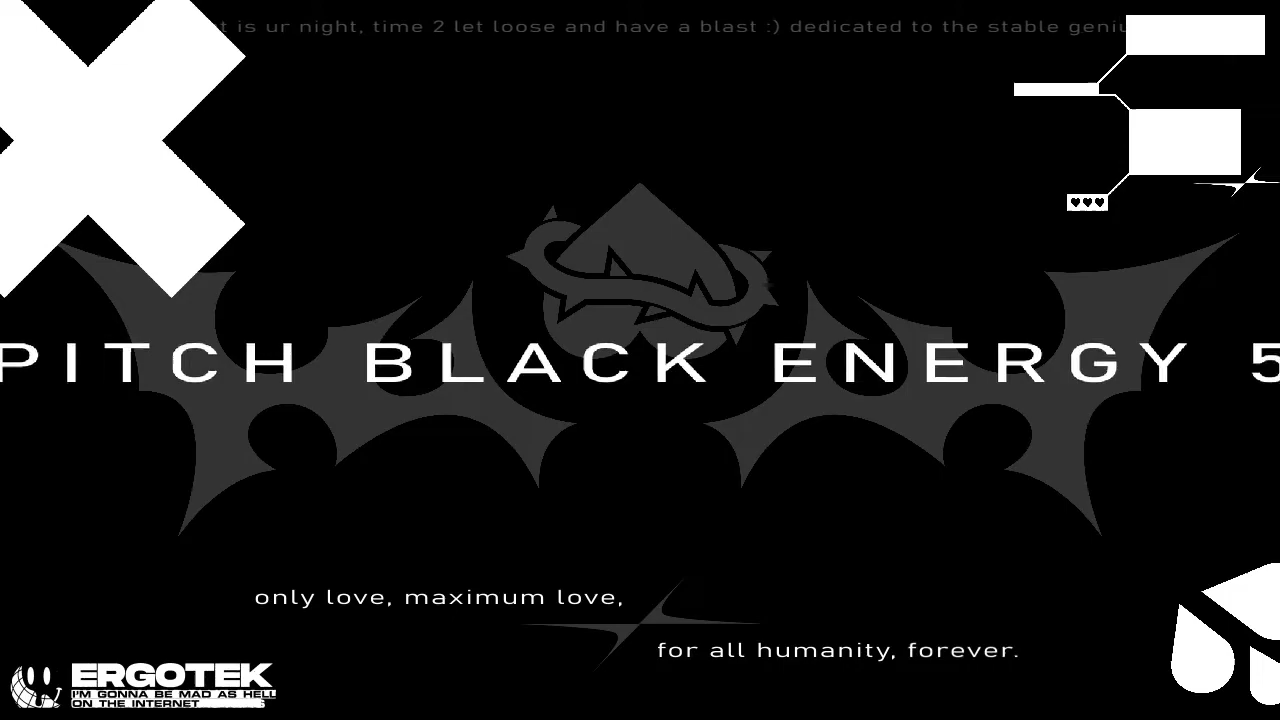 t is ur night, time 2 let loose and have a blast :) dedicated to the stable geniu
PITCH BLACK ENERGY 5
only love, maximum love,
for all humanity, forever.
ERGOTEK
I'M GONNA BE MAD AS HELL
ON THE INTERNET